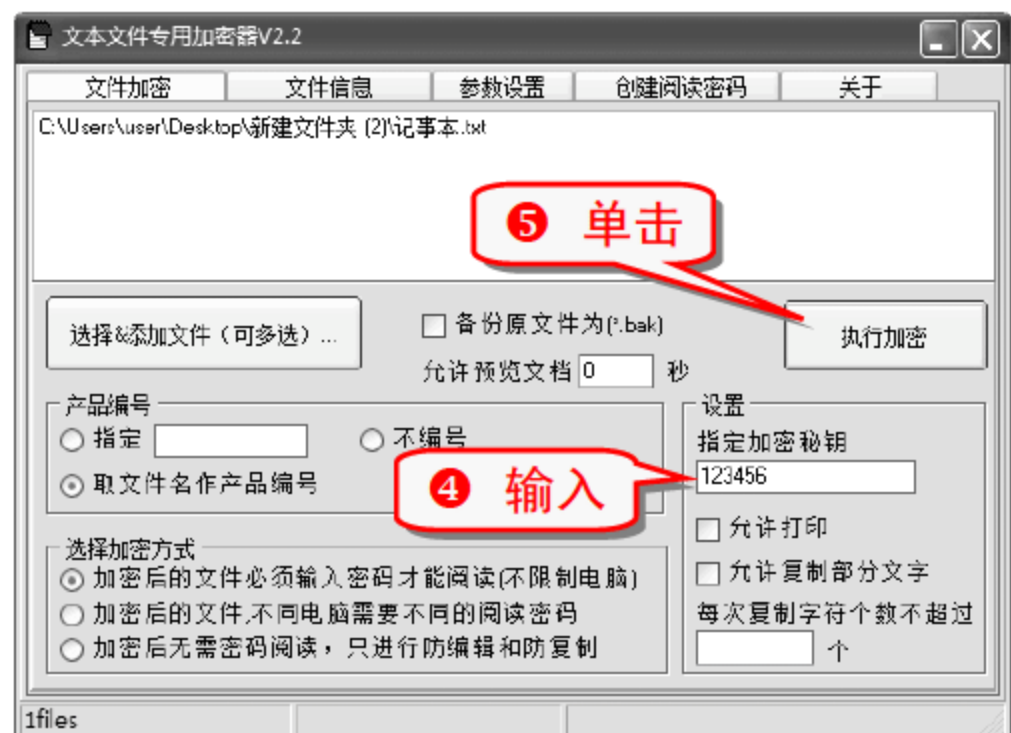 文本文件专用加密器V2.2
文件加密 文件信息 参数设置 创建阅读密码 关于
C:\Users\user\Desktop\新建文件夹 (2)\记事本.txt
❺ 单击
选择&添加文件（可多选）...
备份原文件为(*.bak)
执行加密
允许预览文档 0 秒
产品编号
指定
不编号
取文件名作产品编号
设置
指定加密秘钥
❹ 输入
123456
允许打印
允许复制部分文字
每次复制字符个数不超过
个
选择加密方式
加密后的文件必须输入密码才能阅读(不限制电脑)
加密后的文件,不同电脑需要不同的阅读密码
加密后无需密码阅读，只进行防编辑和防复制
1files